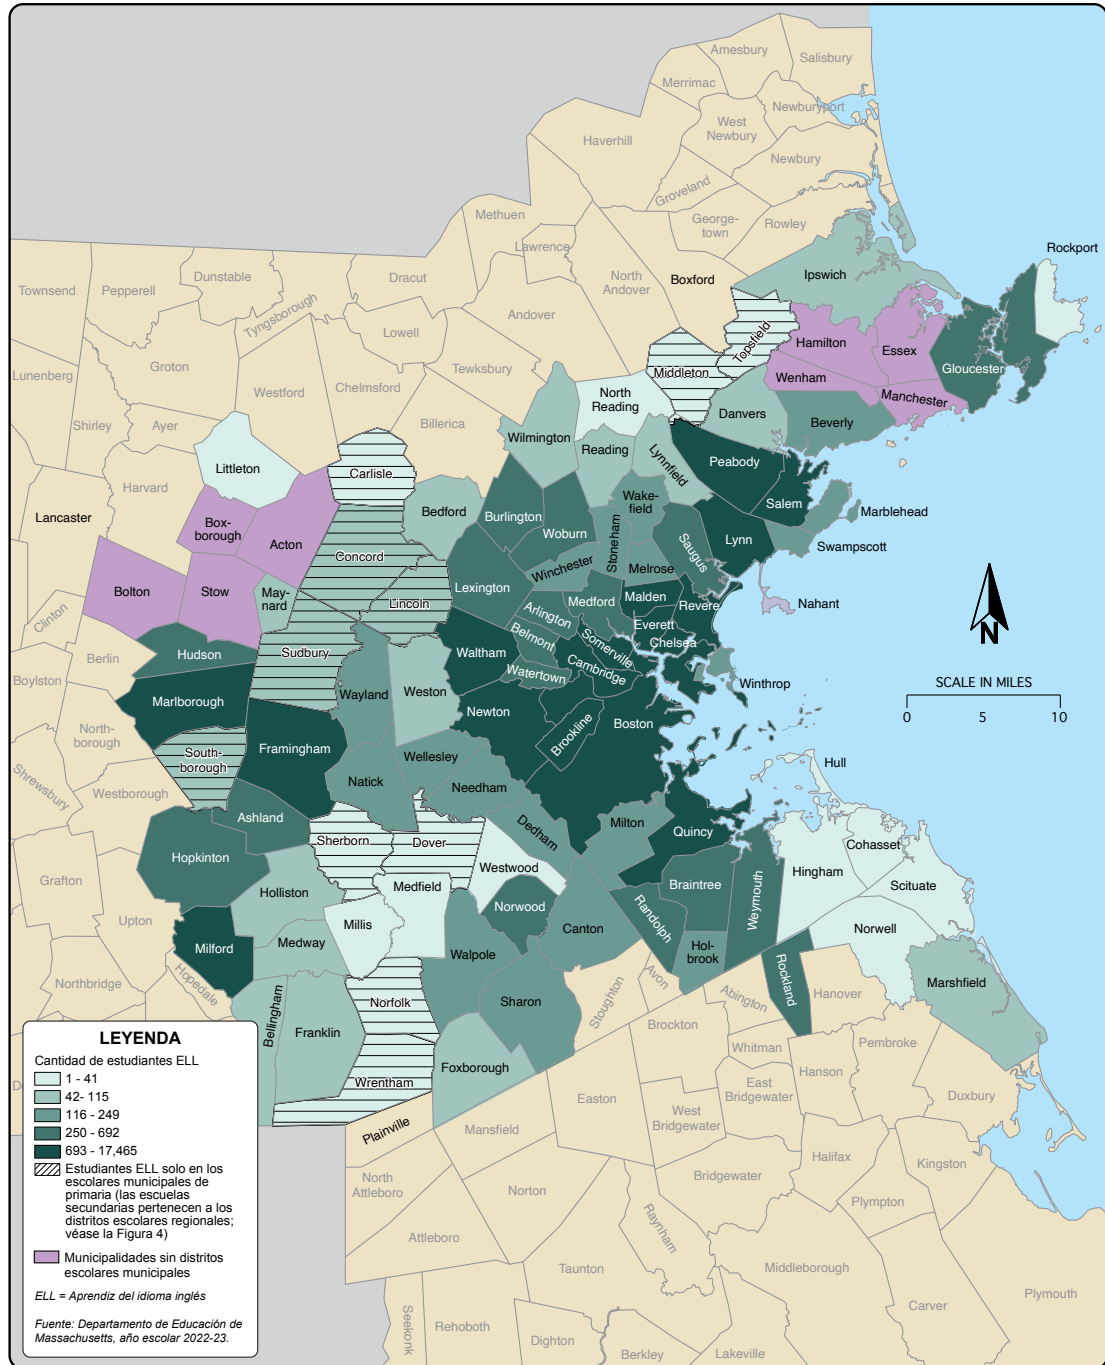 Amesbury
Salisbury
Merrimac
Newburyport
West
Newbury
Haverhill
Newbury
Groveland
George-
town
Rowley
Methuen
Lawrence
North
Andover
Boxford
Rockport
Ipswich
Dunstable
Dracut
Townsend
Pepperell
Tyngsborough
Andover
Lowell
Topsfield
Hamilton
Essex
Groton
Tewksbury
Middleton
Gloucester
Lunenberg
Westford
Chelmsford
Wenham
Manchester
North
Reading
Shirley
Ayer
Billerica
Danvers
Beverly
Wilmington
Reading
Lynnfield
Peabody
Littleton
Carlisle
Harvard
Salem
Wake-
field
Marblehead
Lancaster
Box-
borough
Acton
Bedford
Burlington
Woburn
Stoneham
Saugus
Lynn
Swampscott
Concord
Winchester
Melrose
Bolton
Stow
May-
nard
Lincoln
Lexington
Medford
Malden
Revere
Nahant
Clinton
Arlington
Everett
N
Chelsea
Sudbury
Belmont
Somerville
Waltham
Cambridge
Hudson
Berlin
Boylston
Watertown
Winthrop
SCALE IN MILES
0
5
10
Marlborough
Wayland
Weston
Newton
Boston
Brookline
North-
borough
Framingham
South-
borough
Wellesley
Hull
Shrewsbury
Westborough
Natick
Needham
Ashland
Dedham
Milton
Quincy
Sherborn
Dover
Cohasset
Hopkinton
Westwood
Hingham
Grafton
Medfield
Braintree
Scituate
Holliston
Weymouth
Norwood
Randolph
Upton
Millis
Canton
Norwell
Milford
Medway
Walpole
Hol-
brook
Rockland
Northbridge
Hopedale
Marshfield
Norfolk
Sharon
Stoughton
Avon
Abington
Hanover
Bellingham
Franklin
Brockton
Whitman
Pembroke
Foxborough
Hanson
Wrentham
East
Bridgewater
Easton
Duxbury
West
Bridgewater
Plainville
Mansfield
Halifax
Kingston
North
Attleboro
Norton
Bridgewater
Plympton
Raynham
Attleboro
Taunton
Middleborough
Plymouth
Carver
Seekonk
Rehoboth
Dighton
Berkley
Lakeville
LEYENDA
Cantidad de estudiantes ELL
1 - 41
42- 115
116 - 249
250 - 692
693 - 17,465
Estudiantes ELL solo en los
escolares municipales de
primaria (las escuelas
secundarias pertenecen a los
distritos escolares regionales;
véase la Figura 4)
Municipalidades sin distritos
escolares municipales
ELL = Aprendiz del idioma inglés
Fuente: Departamento de Educación de
Massachusetts, año escolar 2022-23.